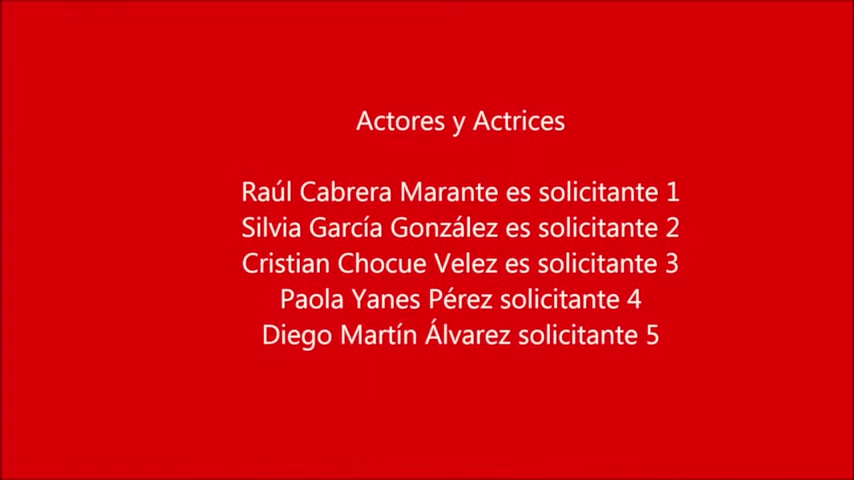 Actores y Actrices
Raúl Cabrera Marante es solicitante 1
Silvia García González es solicitante 2
Cristian Chocue Velez es solicitante 3
Paola Yanes Pérez solicitante 4
Diego Martín Álvarez solicitante 5